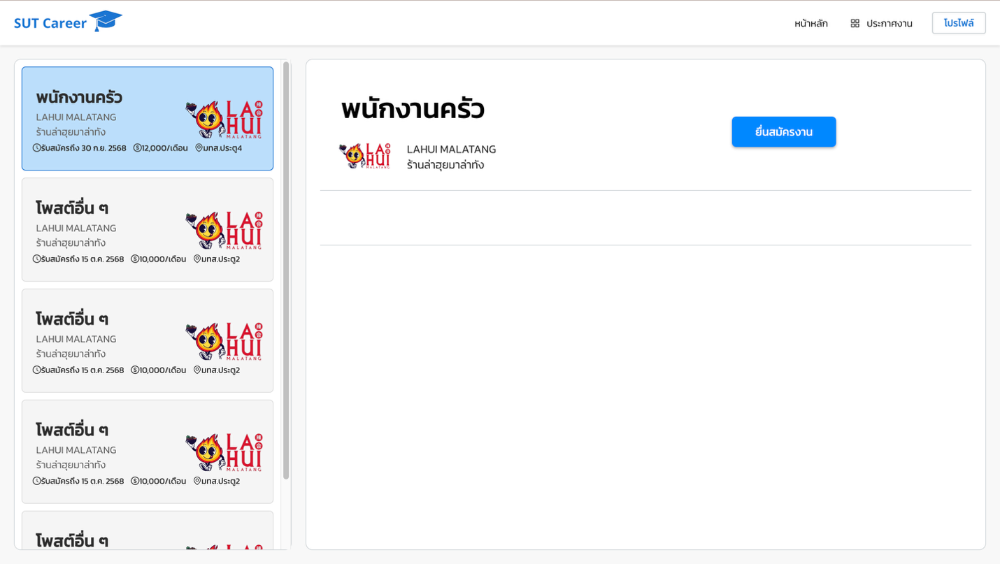 SUT Career
หน้าหลัก
ประกาศงาน
โปรไฟล์
พนักงานครัว
LAHUI MALATANG
ร้านล่าฮุยมาล่าทัง
รับสมัครถึง 30 ก.ย. 2568 12,000/เดือน มทส.ประตู4
LA HUI
MALATANG
โพสต์อื่น ๆ
LAHUI MALATANG
ร้านล่าฮุยมาล่าทัง
รับสมัครถึง 15 ต.ค. 2568 10,000/เดือน มทส.ประตู2
LA HUI
MALATANG
โพสต์อื่น ๆ
LAHUI MALATANG
ร้านล่าฮุยมาล่าทัง
รับสมัครถึง 15 ต.ค. 2568 10,000/เดือน มทส.ประตู2
LA HUI
MALATANG
โพสต์อื่น ๆ
LAHUI MALATANG
ร้านล่าฮุยมาล่าทัง
รับสมัครถึง 15 ต.ค. 2568 10,000/เดือน มทส.ประตู2
LA HUI
MALATANG
โพสต์อื่น ๆ
พนักงานครัว
ยื่นสมัครงาน
LA HUI
MALATANG
LAHUI MALATANG
ร้านล่าฮุยมาล่าทัง